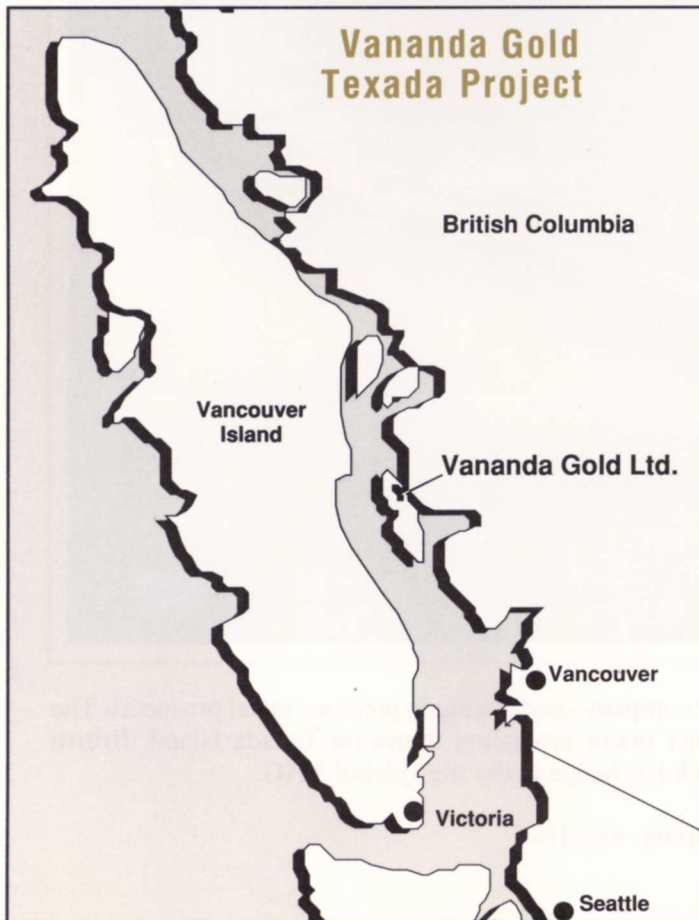 Vananda Gold
Texada Project
British Columbia
Vancouver
Island
Vananda Gold Ltd.
Vancouver
Victoria
Seattle